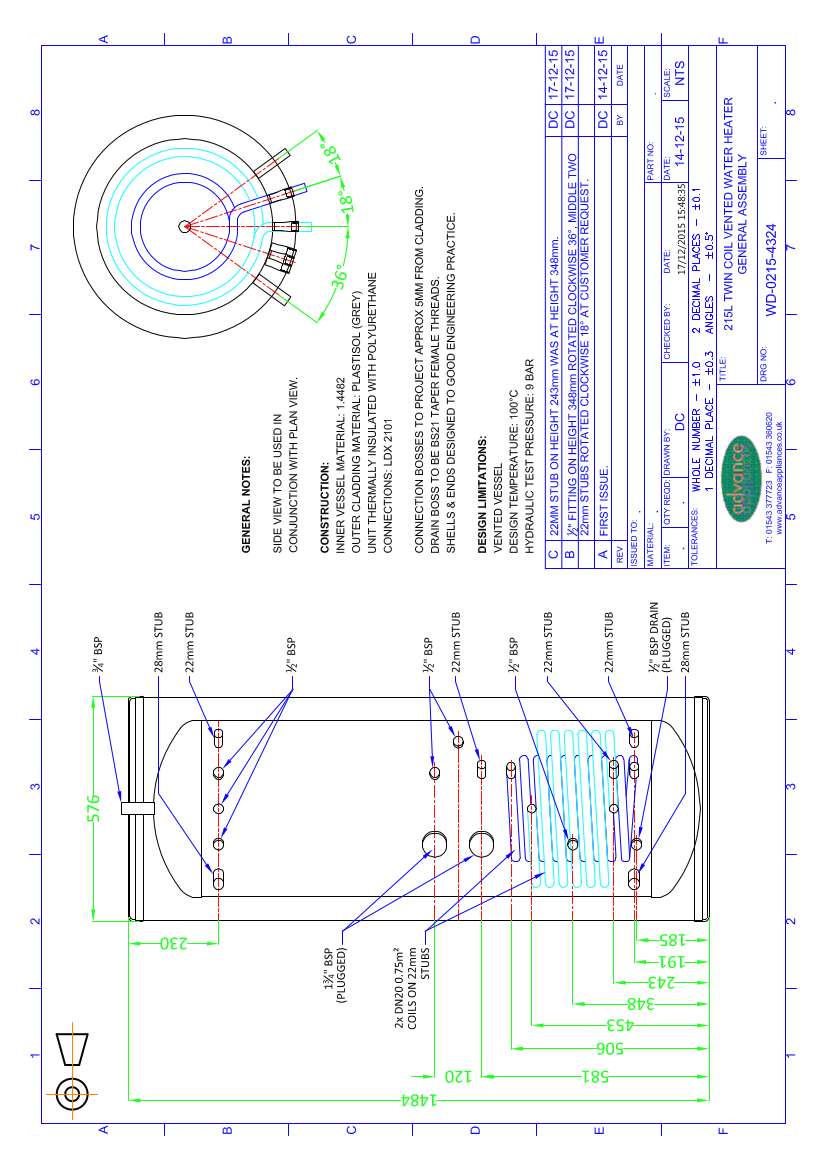 1 2 3 4 5 6 7 8
A
B
C
D
E
F
1 2 3 4 5 6 7 8
A
B
C
D
E
F
576
230
1484
120
581
506
453
348
243
191
185
¾" BSP
28mm STUB
22mm STUB
½" BSP
½" BSP
22mm STUB
½" BSP
22mm STUB
22mm STUB
½" BSP DRAIN
(PLUGGED)
28mm STUB
1¾" BSP
(PLUGGED)
2x DN20 0.75m²
COILS ON 22mm
STUBS
18°
18°
36°
GENERAL NOTES:
SIDE VIEW TO BE USED IN
CONJUNCTION WITH PLAN VIEW.
CONSTRUCTION:
INNER VESSEL MATERIAL: 1.4482
OUTER CLADDING MATERIAL: PLASTISOL (GREY)
UNIT THERMALLY INSULATED WITH POLYURETHANE
CONNECTIONS: LDX 2101
CONNECTION BOSSES TO PROJECT APPROX 5MM FROM CLADDING.
DRAIN BOSS TO BE BS21 TAPER FEMALE THREADS.
SHELLS & ENDS DESIGNED TO GOOD ENGINEERING PRACTICE.
DESIGN LIMITATIONS:
VENTED VESSEL
DESIGN TEMPERATURE: 100°C
HYDRAULIC TEST PRESSURE: 9 BAR
C 22MM STUB ON HEIGHT 243mm WAS AT HEIGHT 348mm. DC 17-12-15
B ½" FITTING ON HEIGHT 348mm ROTATED CLOCKWISE 36°. MIDDLE TWO DC 17-12-15
22mm STUBS ROTATED CLOCKWISE 18° AT CUSTOMER REQUEST.
A FIRST ISSUE. DC 14-12-15
REV BY DATE
ISSUED TO: .
MATERIAL: . PART NO: .
ITEM: . QTY REQD: . DRAWN BY: DC CHECKED BY: DATE: 17/12/2015 15:48:35 DATE: 14-12-15 SCALE: NTS
TOLERANCES: WHOLE NUMBER – ±1.0 2 DECIMAL PLACES – ±0.1
1 DECIMAL PLACE – ±0.3 ANGLES – ±0.5°
advance
appliances
T: 01543 377723 F: 01543 360620
www.advanceappliances.co.uk
TITLE: 215L TWIN COIL VENTED WATER HEATER
GENERAL ASSEMBLY
DRG NO: WD-0215-4324 SHEET: .